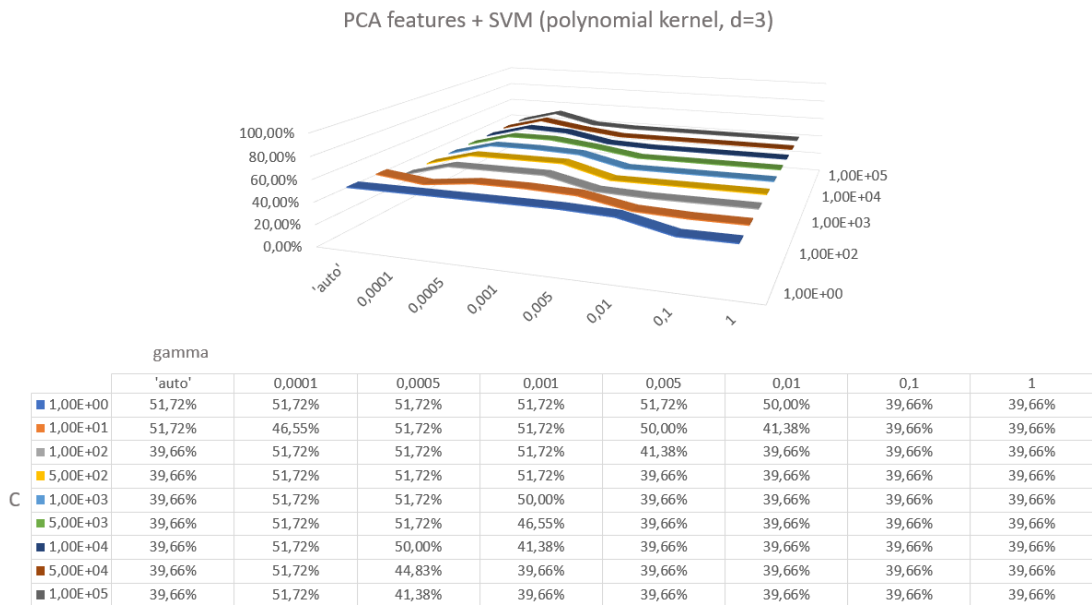 PCA features + SVM (polynomial kernel, d=3)
100,00%
80,00%
60,00%
40,00%
20,00%
0,00%
1,00E+05
1,00E+04
1,00E+03
1,00E+02
1,00E+00
'auto' 0,0001 0,0005 0,001 0,005 0,01 0,1 1
gamma
'auto' 0,0001 0,0005 0,001 0,005 0,01 0,1 1
1,00E+00 51,72% 51,72% 51,72% 51,72% 51,72% 50,00% 39,66% 39,66%
1,00E+01 51,72% 46,55% 51,72% 51,72% 50,00% 41,38% 39,66% 39,66%
1,00E+02 39,66% 51,72% 51,72% 51,72% 41,38% 39,66% 39,66% 39,66%
5,00E+02 39,66% 51,72% 51,72% 51,72% 39,66% 39,66% 39,66% 39,66%
C 1,00E+03 39,66% 51,72% 51,72% 50,00% 39,66% 39,66% 39,66% 39,66%
5,00E+03 39,66% 51,72% 51,72% 46,55% 39,66% 39,66% 39,66% 39,66%
1,00E+04 39,66% 51,72% 50,00% 41,38% 39,66% 39,66% 39,66% 39,66%
5,00E+04 39,66% 51,72% 44,83% 39,66% 39,66% 39,66% 39,66% 39,66%
1,00E+05 39,66% 51,72% 41,38% 39,66% 39,66% 39,66% 39,66% 39,66%